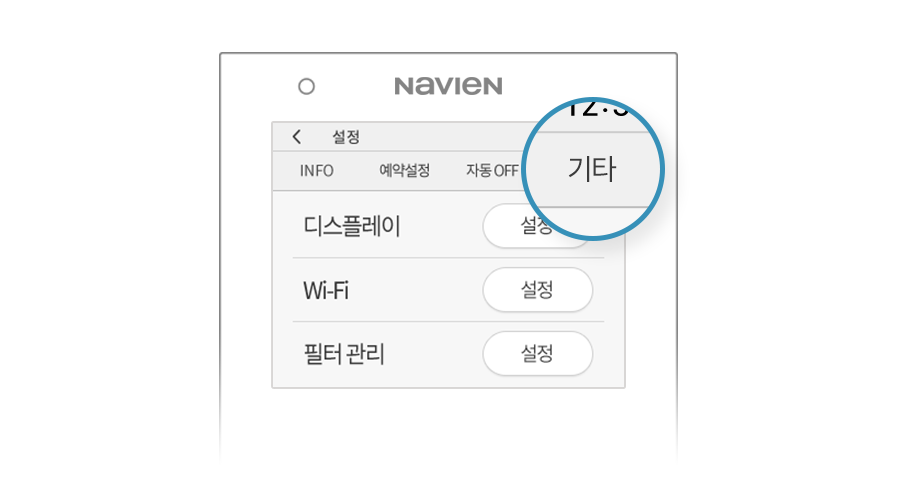 NAVIEN
12:3
설정
INFO 예약설정 자동 OFF 기타
디스플레이 설정
Wi-Fi 설정
필터 관리 설정